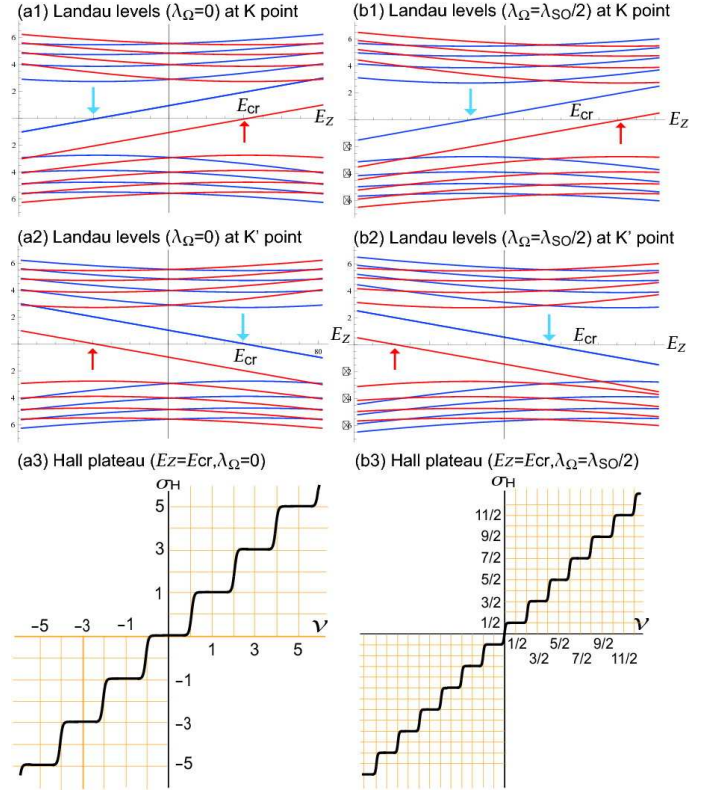 (a1) Landau levels (λΩ=0) at K point
6
4
2
Ecr
EZ
2
4
6
(b1) Landau levels (λΩ=λSO/2) at K point
6
4
2
Ecr
EZ
6
(a2) Landau levels (λΩ=0) at K' point
6
4
2
EZ
Ecr
2
4
6
(b2) Landau levels (λΩ=λSO/2) at K' point
6
4
2
EZ
Ecr
(a3) Hall plateau (Ez=Ecr,λΩ=0)
σH
5
3
1
−5 −3 −1
ν
1 3 5
−1
−3
−5
(b3) Hall plateau (Ez=Ecr,λΩ=λSO/2)
σH
11/2
9/2
7/2
5/2
3/2
1/2
ν
1/2 5/2 9/2
3/2 7/2 11/2